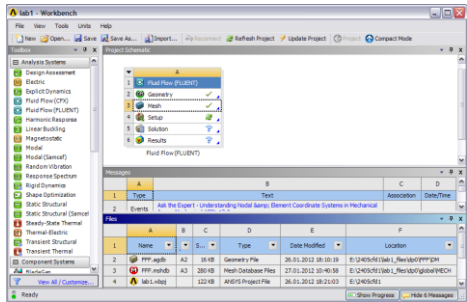 lab1 - Workbench
File View Tools Units Help
New Open... Save Save As... Import... Reconnect Refresh Project Update Project Project Compact Mode
Toolbox
Analysis Systems
Design Assessment
Electric
Explicit Dynamics
Fluid Flow (CFX)
Fluid Flow (FLUENT)
Harmonic Response
Linear Buckling
Magnetostatic
Modal
Modal (Samcef)
Random Vibration
Response Spectrum
Rigid Dynamics
Shape Optimization
Static Structural
Static Structural (Samcef
Steady-State Thermal
Thermal-Electric
Transient Structural
Transient Thermal
Component Systems
BladeGen
View All / Customize...
Project Schematic
A
1 Fluid Flow (FLUENT)
2 Geometry
3 Mesh
4 Setup
5 Solution
6 Results
Fluid Flow (FLUENT)
Messages
A B C D
1 Type Text Association Date/Time
2 Events Ask the Expert - Understanding Nodal &amp; Element Coordinate Systems in Mechanical
Files
A B C D E F
1 Name S... Type Date Modified Location
2 FFF.agdb A2 16 KB Geometry File 26.01.2012 18:10:19
3 FFF.mshdb A3 280 KB Mesh Database Files 27.01.2012 00:40:58
4 lab1.wbpj 122 KB ANSYS Project File 26.01.2012 18:21:03
Ready
Show Progress Hide 6 Messages